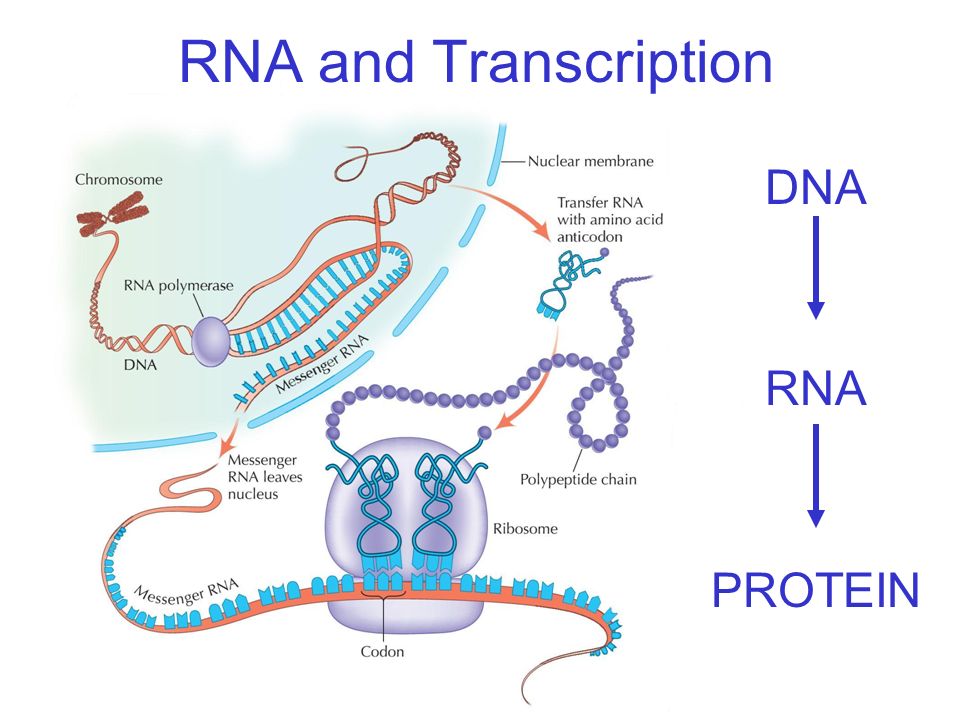 RNA and Transcription
Chromosome
Nuclear membrane
Transfer RNA
with amino acid
anticodon
RNA polymerase
DNA
Messenger RNA
Messenger
RNA leaves
nucleus
Polypeptide chain
Ribosome
Messenger RNA
Codon
DNA
RNA
PROTEIN